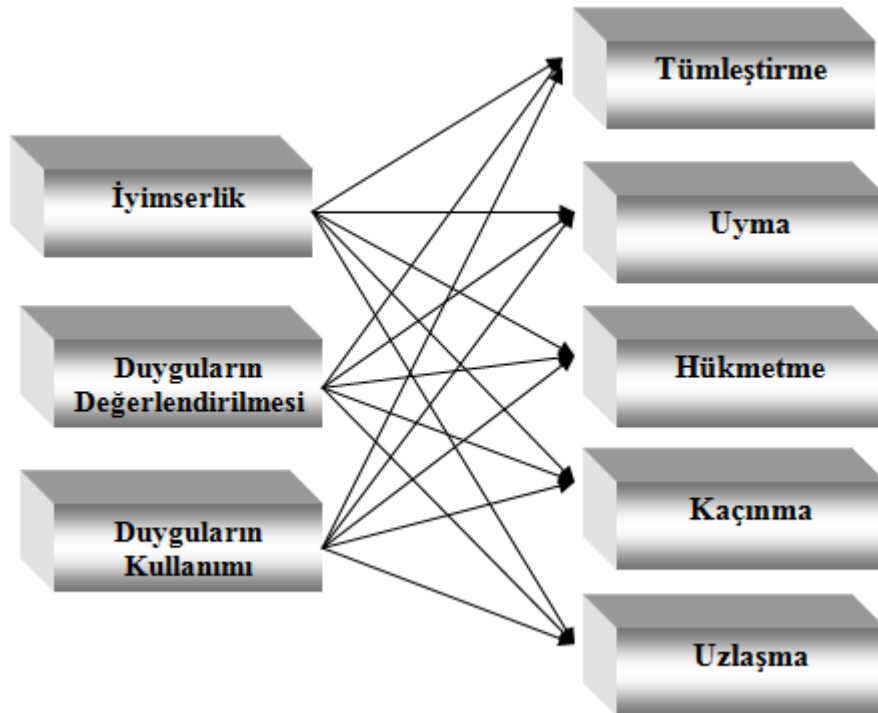 İyimserlik
Duyguların
Değerlendirilmesi
Duyguların
Kullanımı
Tümleştirme
Uyma
Hükmetme
Kaçınma
Uzlaşma